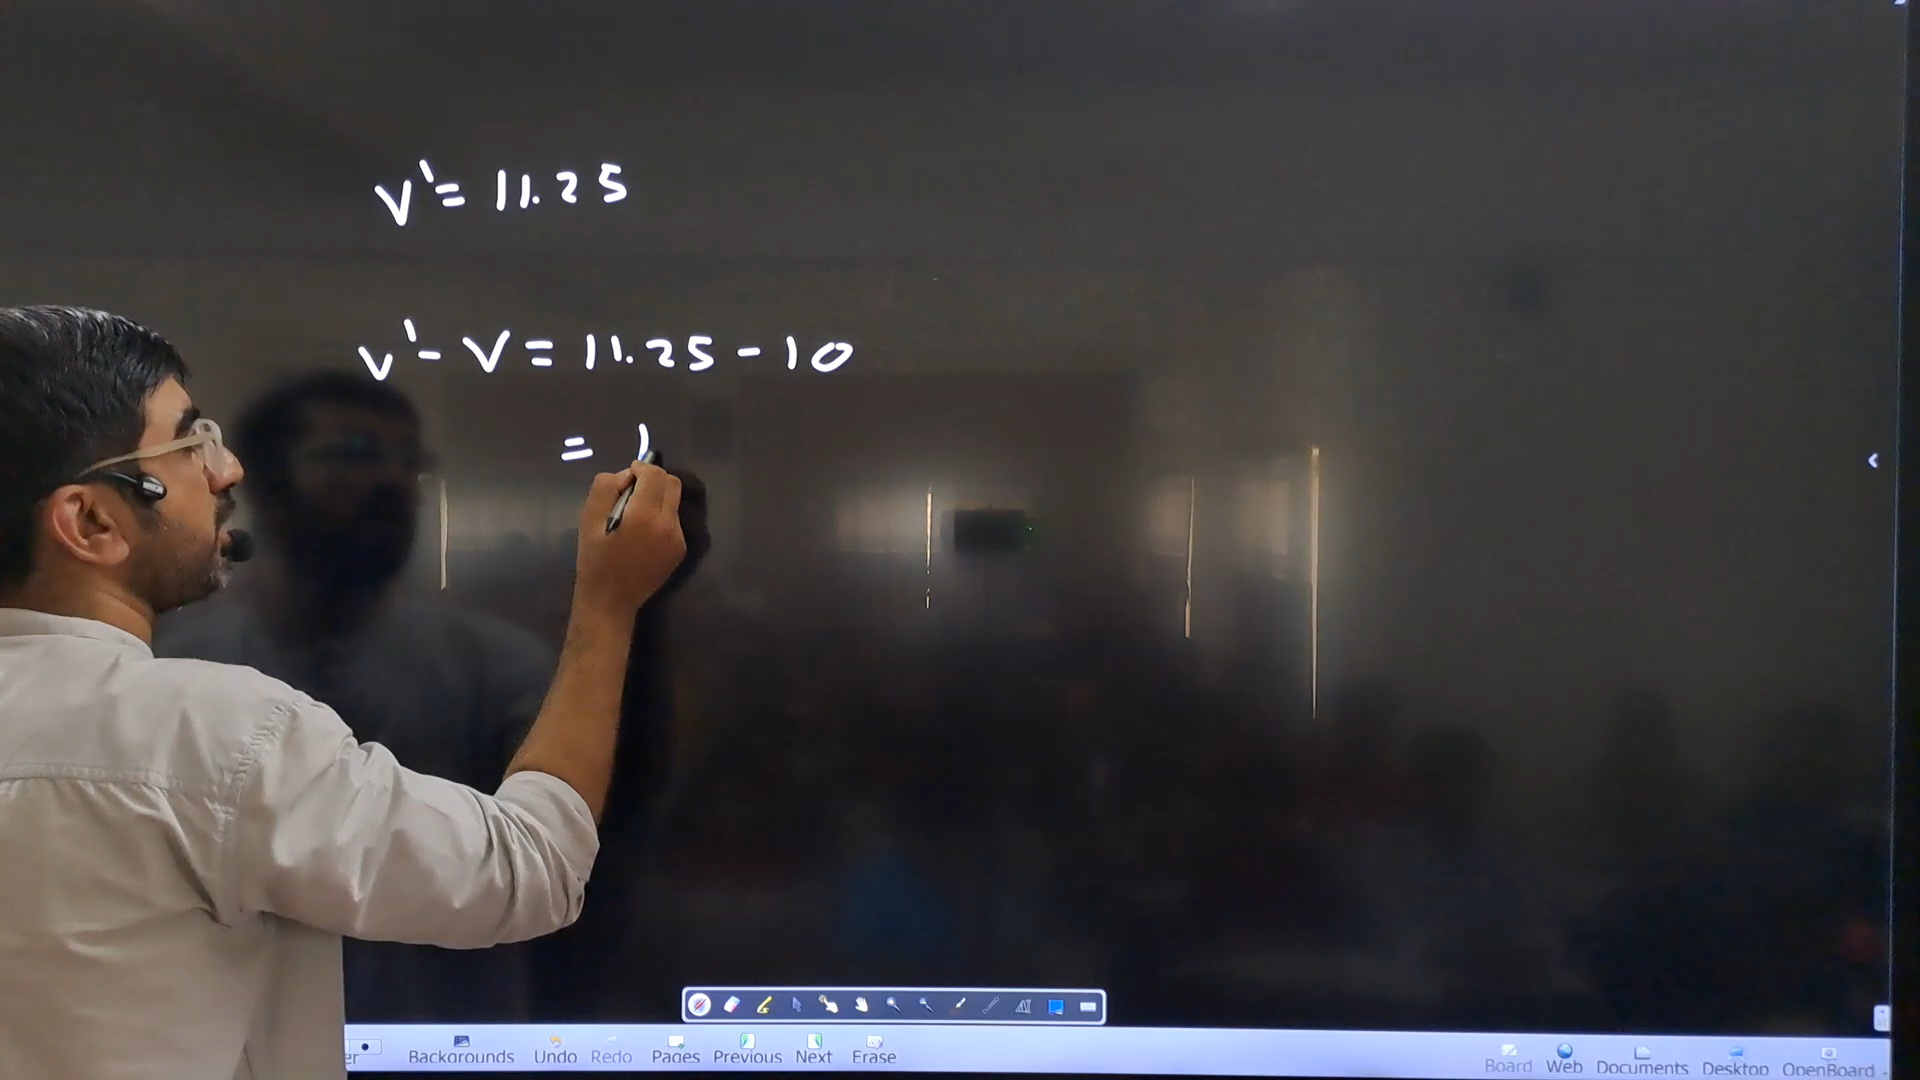 v' = 11.25
v' - v = 11.25 - 10
= 1
Backgrounds Undo Redo Pages Previous Next Erase Board Web Documents Desktop OpenBoard